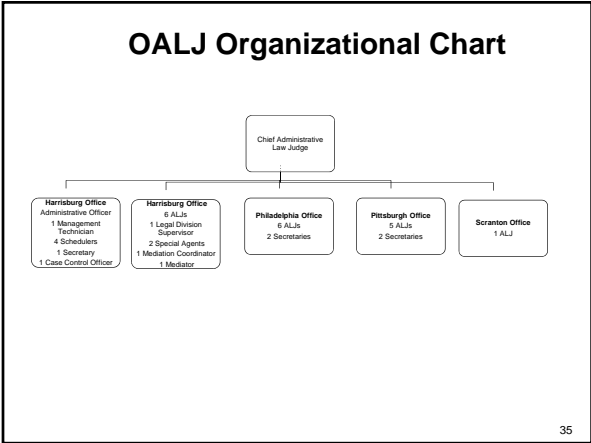 OALJ Organizational Chart
Chief Administrative
Law Judge
Harrisburg Office
Administrative Officer
1 Management
Technician
4 Schedulers
1 Secretary
1 Case Control Officer
Harrisburg Office
6 ALJs
1 Legal Division
Supervisor
2 Special Agents
1 Mediation Coordinator
1 Mediator
Philadelphia Office
6 ALJs
2 Secretaries
Pittsburgh Office
5 ALJs
2 Secretaries
Scranton Office
1 ALJ
35